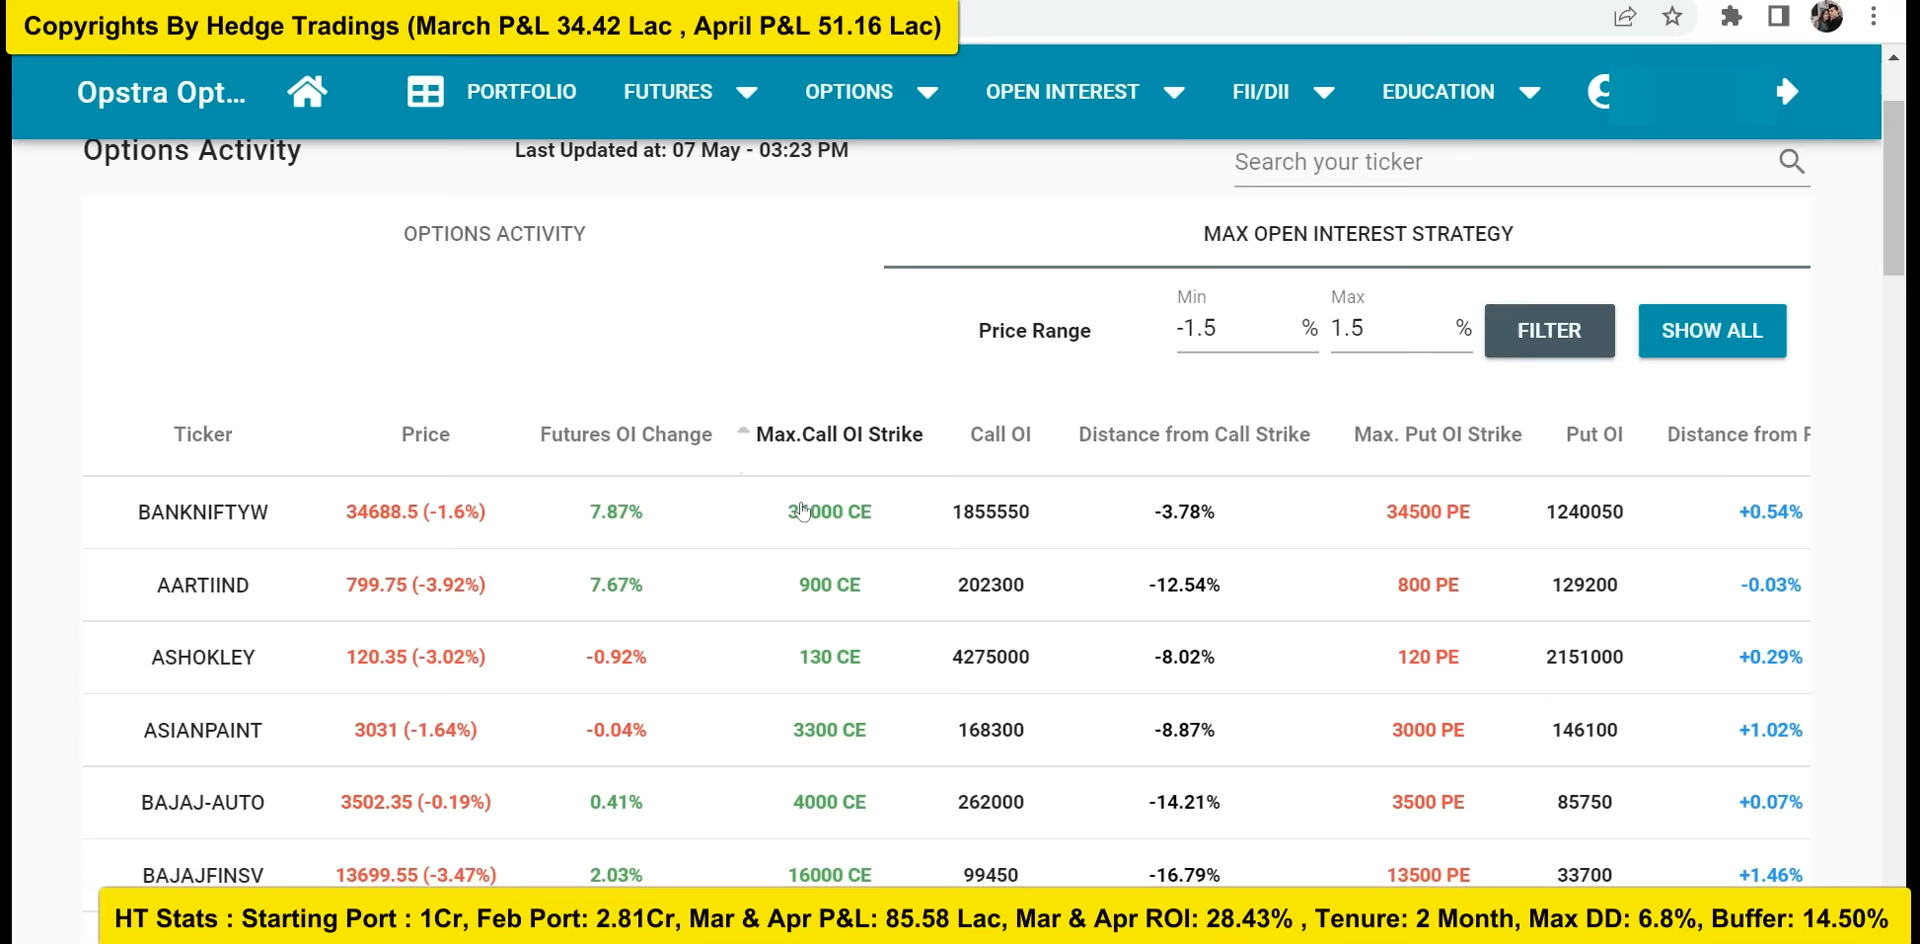 Copyrights By Hedge Tradings (March P&L 34.42 Lac , April P&L 51.16 Lac)
Opstra Opt... PORTFOLIO FUTURES OPTIONS OPEN INTEREST FII/DII EDUCATION
Options Activity Last Updated at: 07 May - 03:23 PM Search your ticker
OPTIONS ACTIVITY MAX OPEN INTEREST STRATEGY
Min Max
Price Range -1.5 % 1.5 % FILTER SHOW ALL
Ticker Price Futures OI Change Max.Call OI Strike Call OI Distance from Call Strike Max. Put OI Strike Put OI Distance from
BANKNIFTYW 34688.5 (-1.6%) 7.87% CE 1855550 -3.78% 34500 PE 1240050 +0.54%
AARTIIND 799.75 (-3.92%) 7.67% 900 CE 202300 -12.54% 800 PE 129200 -0.03%
ASHOKLEY 120.35 (-3.02%) -0.92% 130 CE 4275000 -8.02% 120 PE 2151000 +0.29%
ASIANPAINT 3031 (-1.64%) -0.04% 3300 CE 168300 -8.87% 3000 PE 146100 +1.02%
BAJAJ-AUTO 3502.35 (-0.19%) 0.41% 4000 CE 262000 -14.21% 3500 PE 85750 +0.07%
BAJAJFINSV 13699.55 (-3.47%) 2.03% 16000 CE 99450 -16.79% 13500 PE 33700 +1.46%
HT Stats : Starting Port : 1Cr, Feb Port: 2.81Cr, Mar & Apr P&L: 85.58 Lac, Mar & Apr ROI: 28.43% , Tenure: 2 Month, Max DD: 6.8%, Buffer: 14.50%